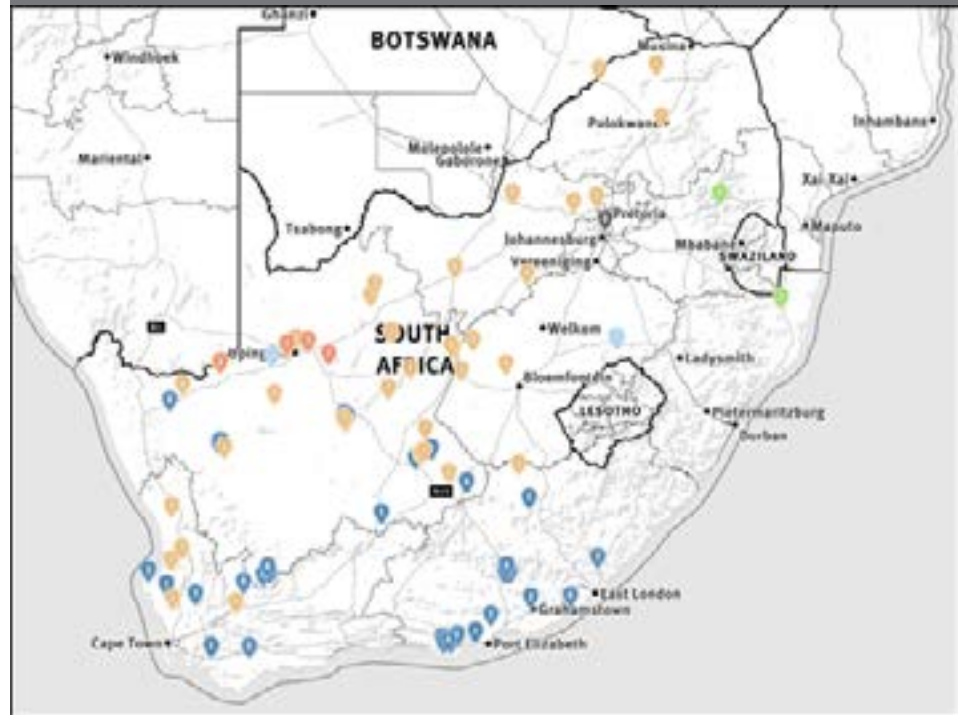 Ghanzi
BOTSWANA
Windhoek
Musina
Polokwane
Inhambane
Molepolole
Gaborone
Mariental
Xai-Xai
Pretoria
Tsabong
Maputo
Johannesburg
Mbabane
SWAZILAND
Vereeniging
SOUTH
AFRICA
Welkom
Ladysmith
Bloemfontein
LESOTHO
Pietermaritzburg
Durban
East London
Grahamstown
Cape Town
Port Elizabeth